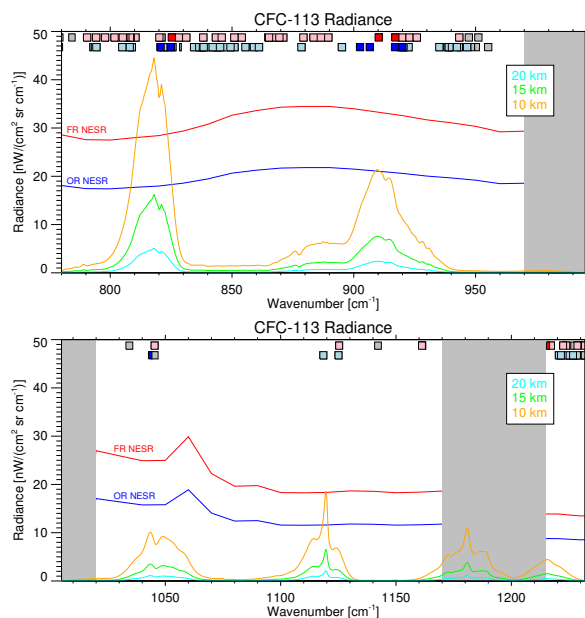 CFC-113 Radiance
50
40
30
20
10
0
Radiance [nW/(cm² sr cm⁻¹)]
20 km
15 km
10 km
FR NESR
OR NESR
800
850
900
950
Wavenumber [cm⁻¹]
CFC-113 Radiance
50
40
30
20
10
0
Radiance [nW/(cm² sr cm⁻¹)]
20 km
15 km
10 km
FR NESR
OR NESR
1050
1100
1150
1200
Wavenumber [cm⁻¹]